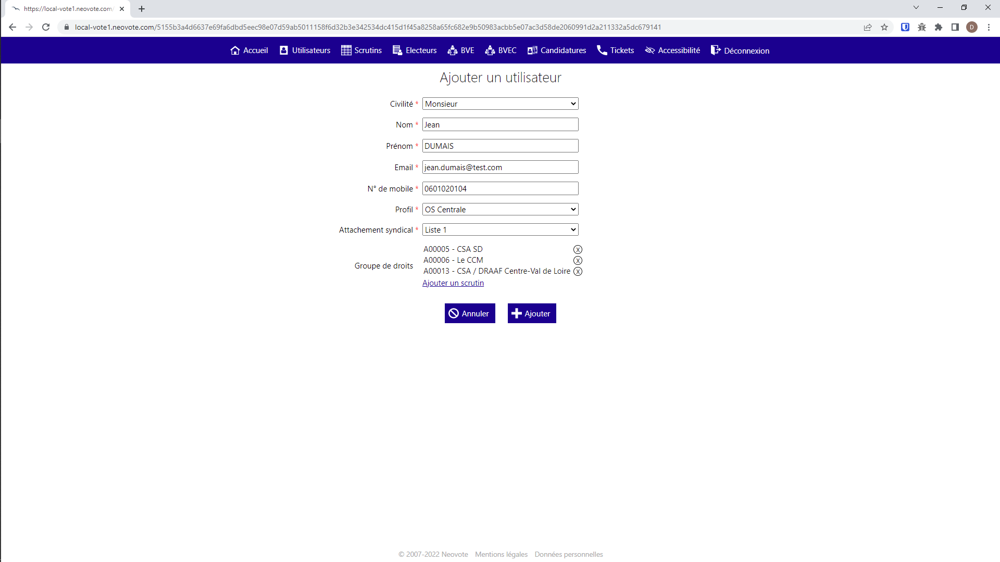 https://local-vote1.neovote.com/
local-vote1.neovote.com/5155b3a4d6637e69fa6dbd5eec98e07d59ab5011158f6d32b3e342534dc415d1f45a8258a65fc682e9b50983acbb5e07ac3d58de2060991d2a211332a5dc679141
D
Accueil Utilisateurs Scrutins Electeurs BVE BVEC Candidatures Tickets Accessibilité Déconnexion
Ajouter un utilisateur
Civilité * Monsieur
Nom * Jean
Prénom * DUMAIS
Email * jean.dumais@test.com
N° de mobile * 0601020104
Profil * OS Centrale
Attachement syndical * Liste 1
Groupe de droits
A00005 - CSA SD
A00006 - Le CCM
A00013 - CSA / DRAAF Centre-Val de Loire
Ajouter un scrutin
Annuler Ajouter
© 2007-2022 Neovote Mentions légales Données personnelles